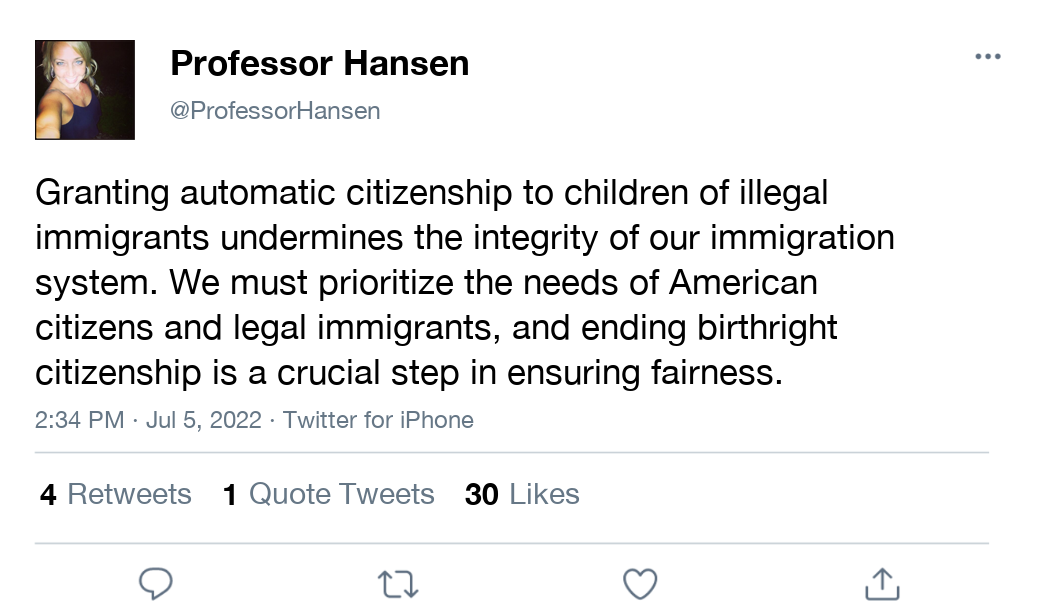 Professor Hansen
@ProfessorHansen
Granting automatic citizenship to children of illegal
immigrants undermines the integrity of our immigration
system. We must prioritize the needs of American
citizens and legal immigrants, and ending birthright
citizenship is a crucial step in ensuring fairness.
2:34 PM · Jul 5, 2022 · Twitter for iPhone
4 Retweets 1 Quote Tweets 30 Likes